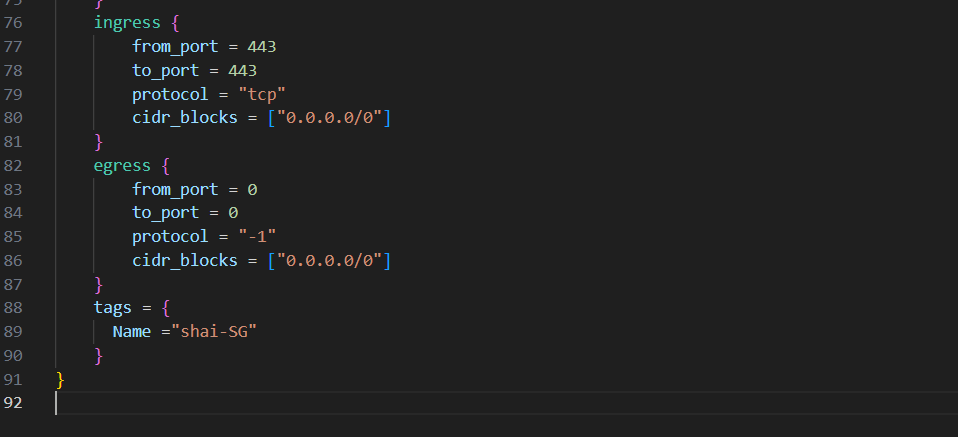 75 }
76 ingress {
77 from_port = 443
78 to_port = 443
79 protocol = "tcp"
80 cidr_blocks = ["0.0.0.0/0"]
81 }
82 egress {
83 from_port = 0
84 to_port = 0
85 protocol = "-1"
86 cidr_blocks = ["0.0.0.0/0"]
87 }
88 tags = {
89 Name ="shai-SG"
90 }
91 }
92